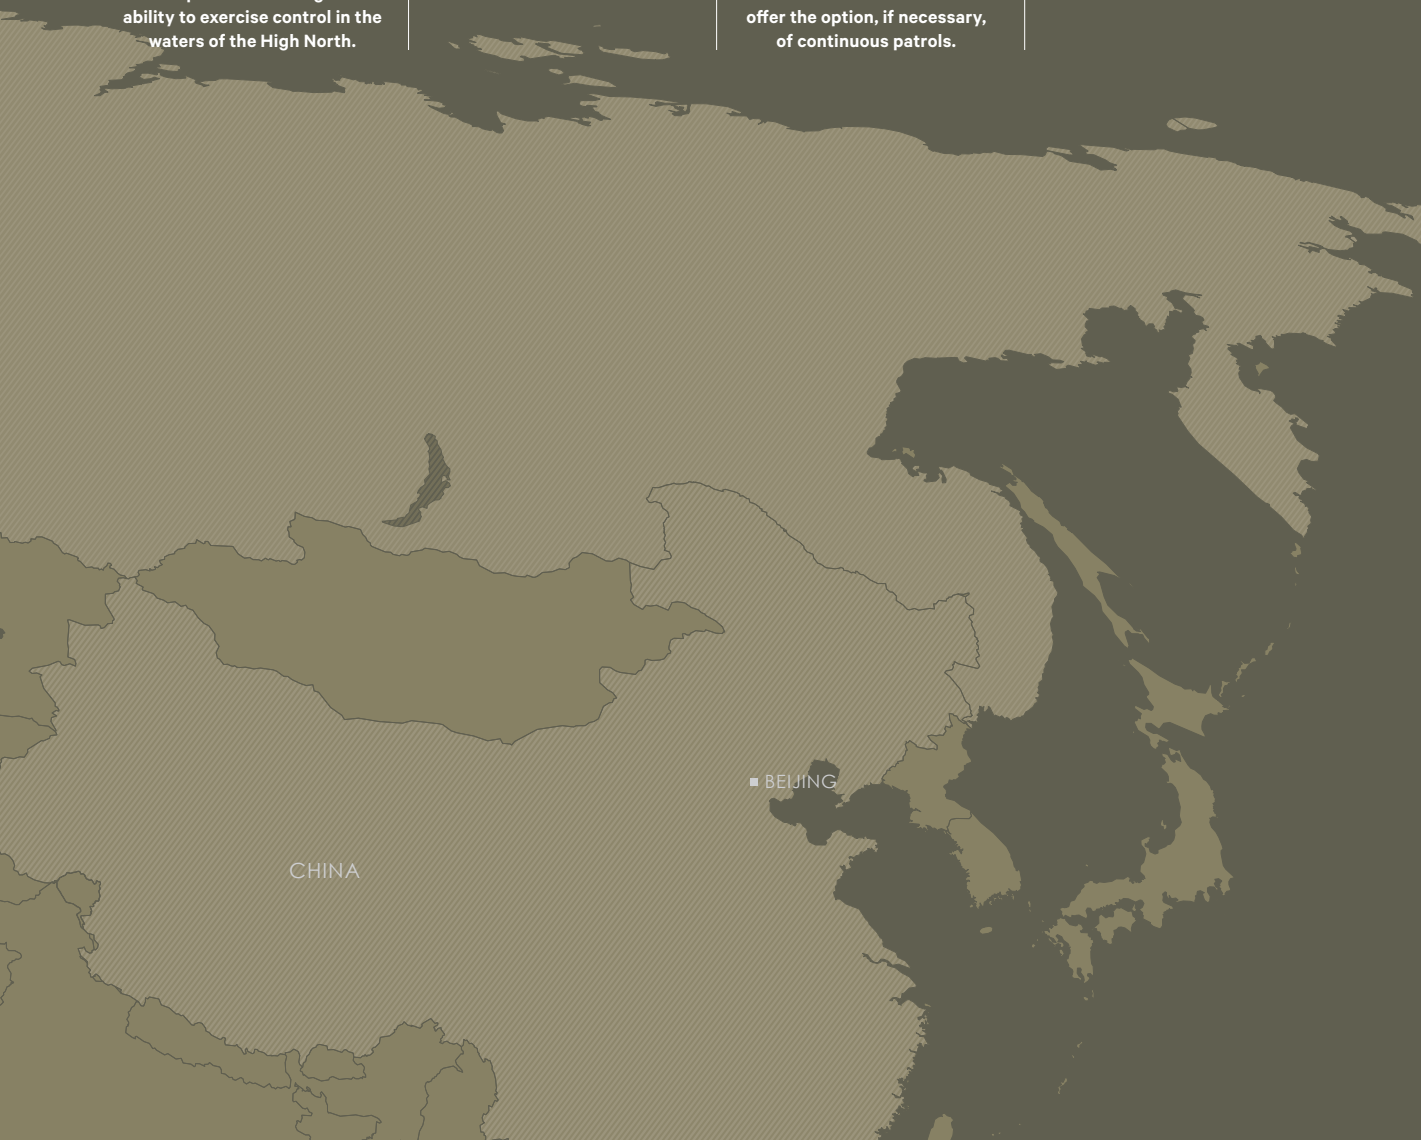 ability to exercise control in the
waters of the High North.
offer the option, if necessary,
of continuous patrols.
BEIJING
CHINA